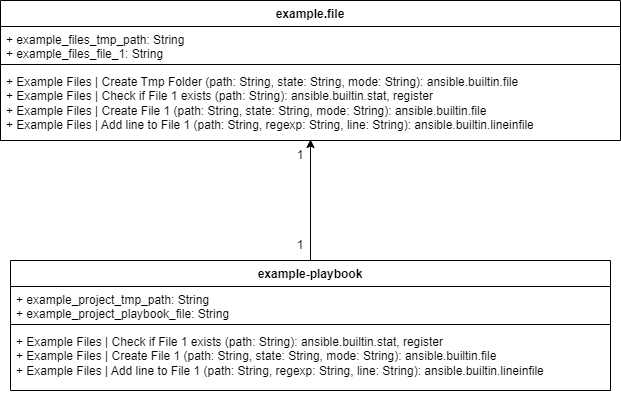 example.file
+ example_files_tmp_path: String
+ example_files_file_1: String
+ Example Files | Create Tmp Folder (path: String, state: String, mode: String): ansible.builtin.file
+ Example Files | Check if File 1 exists (path: String): ansible.builtin.stat, register
+ Example Files | Create File 1 (path: String, state: String, mode: String): ansible.builtin.file
+ Example Files | Add line to File 1 (path: String, regexp: String, line: String): ansible.builtin.lineinfile
1
1
example-playbook
+ example_project_tmp_path: String
+ example_project_playbook_file: String
+ Example Files | Check if File 1 exists (path: String): ansible.builtin.stat, register
+ Example Files | Create File 1 (path: String, state: String, mode: String): ansible.builtin.file
+ Example Files | Add line to File 1 (path: String, regexp: String, line: String): ansible.builtin.lineinfile